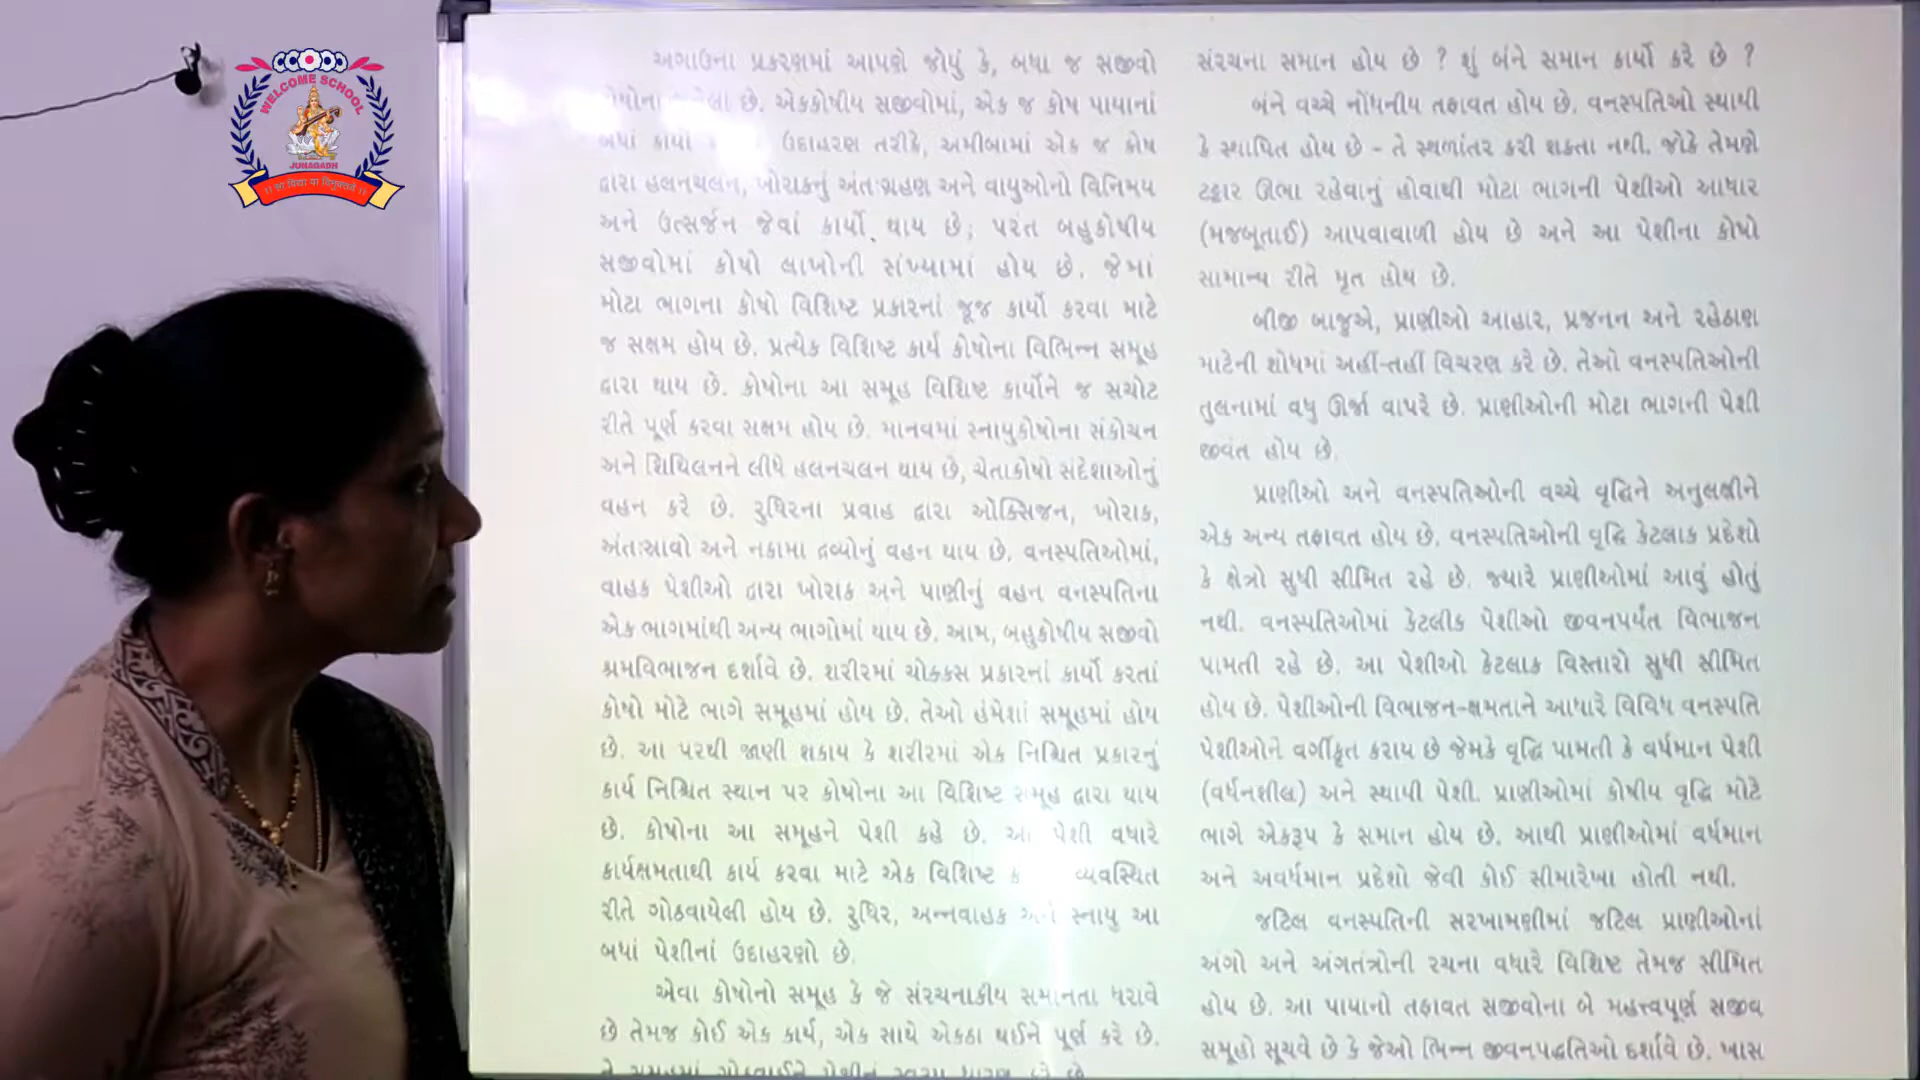 WELCOME SCHOOL
JUNAGADH
।। सा विद्या या विमुक्तये ।।
અગાઉના પ્રકરણમાં આપણે જોયું કે, બધા જ સજીવો
છે. એકકોષીય સજીવોમાં, એક જ કોષ પાયાનાં
બધાં કાર્યો ઉદાહરણ તરીકે, અમીબામાં એક જ કોષ
દ્વારા હલનચલન, ખોરાકનું અંતઃગ્રહણ અને વાયુઓનો વિનિમય
અને ઉત્સર્જન જેવાં કાર્યો થાય છે; પરંત બહુકોષીય
સજીવોમાં કોષો લાખોની સંખ્યામાં હોય છે. જેમાં
મોટા ભાગના કોષો વિશિષ્ટ પ્રકારનાં જૂજ કાર્યો કરવા માટે
જ સક્ષમ હોય છે. પ્રત્યેક વિશિષ્ટ કાર્ય કોષોના વિભિન્ન સમૂહ
દ્વારા થાય છે. કોષોના આ સમૂહ વિશિષ્ટ કાર્યોને જ સચોટ
રીતે પૂર્ણ કરવા સક્ષમ હોય છે. માનવમાં સ્નાયુકોષોના સંકોચન
અને શિથિલનને લીધે હલનચલન થાય છે, ચેતાકોષો સંદેશાઓનું
વહન કરે છે. રુધિરના પ્રવાહ દ્વારા ઑક્સિજન, ખોરાક,
અંતઃસ્રાવો અને નકામા દ્રવ્યોનું વહન થાય છે. વનસ્પતિઓમાં,
વાહક પેશીઓ દ્વારા ખોરાક અને પાણીનું વહન વનસ્પતિના
એક ભાગમાંથી અન્ય ભાગોમાં થાય છે. આમ, બહુકોષીય સજીવો
શ્રમવિભાજન દર્શાવે છે. શરીરમાં ચોક્કસ પ્રકારનાં કાર્યો કરતાં
કોષો મોટે ભાગે સમૂહમાં હોય છે. તેઓ હંમેશાં સમૂહમાં હોય
છે. આ પરથી જાણી શકાય કે શરીરમાં એક નિશ્ચિત પ્રકારનું
કાર્ય નિશ્ચિત સ્થાન પર કોષોના આ વિશિષ્ટ સમૂહ દ્વારા થાય
છે. કોષોના આ સમૂહને પેશી કહે છે. આ પેશી વધારે
કાર્યક્ષમતાથી કાર્ય કરવા માટે એક વિશિષ્ટ વ્યવસ્થિત
રીતે ગોઠવાયેલી હોય છે. રુધિર, અન્નવાહક અને સ્નાયુ આ
બધાં પેશીનાં ઉદાહરણો છે.
એવા કોષોનો સમૂહ કે જે સંરચનાકીય સમાનતા ધરાવે
છે તેમજ કોઈ એક કાર્ય, એક સાથે એકઠા થઈને પૂર્ણ કરે છે.
સંરચના સમાન હોય છે ? શું બંને સમાન કાર્યો કરે છે ?
બંને વચ્ચે નોંધનીય તફાવત હોય છે. વનસ્પતિઓ સ્થાયી
કે સ્થાપિત હોય છે - તે સ્થળાંતર કરી શકતા નથી. જોકે તેમણે
ટટ્ટાર ઊભા રહેવાનું હોવાથી મોટા ભાગની પેશીઓ આધાર
(મજબૂતાઈ) આપવાવાળી હોય છે અને આ પેશીના કોષો
સામાન્ય રીતે મૃત હોય છે.
બીજી બાજુએ, પ્રાણીઓ આહાર, પ્રજનન અને રહેઠાણ
માટેની શોધમાં અહીં-તહીં વિચરણ કરે છે. તેઓ વનસ્પતિઓની
તુલનામાં વધુ ઊર્જા વાપરે છે. પ્રાણીઓની મોટા ભાગની પેશી
જીવંત હોય છે.
પ્રાણીઓ અને વનસ્પતિઓની વચ્ચે વૃદ્ધિને અનુલક્ષીને
એક અન્ય તફાવત હોય છે. વનસ્પતિઓની વૃદ્ધિ કેટલાક પ્રદેશો
કે ક્ષેત્રો સુધી સીમિત રહે છે. જ્યારે પ્રાણીઓમાં આવું હોતું
નથી. વનસ્પતિઓમાં કેટલીક પેશીઓ જીવનપર્યંત વિભાજન
પામતી રહે છે. આ પેશીઓ કેટલાક વિસ્તારો સુધી સીમિત
હોય છે. પેશીઓની વિભાજન-ક્ષમતાને આધારે વિવિધ વનસ્પતિ
પેશીઓને વર્ગીકૃત કરાય છે જેમકે વૃદ્ધિ પામતી કે વર્ધમાન પેશી
(વર્ધનશીલ) અને સ્થાયી પેશી. પ્રાણીઓમાં કોષીય વૃદ્ધિ મોટે
ભાગે એકરૂપ કે સમાન હોય છે. આથી પ્રાણીઓમાં વર્ધમાન
અને અવર્ધમાન પ્રદેશો જેવી કોઈ સીમારેખા હોતી નથી.
જટિલ વનસ્પતિની સરખામણીમાં જટિલ પ્રાણીઓનાં
અંગો અને અંગતંત્રોની રચના વધારે વિશિષ્ટ તેમજ સીમિત
હોય છે. આ પાયાનો તફાવત સજીવોના બે મહત્ત્વપૂર્ણ સજીવ
સમૂહો સૂચવે છે કે જેઓ ભિન્ન જીવનપદ્ધતિઓ દર્શાવે છે. ખાસ